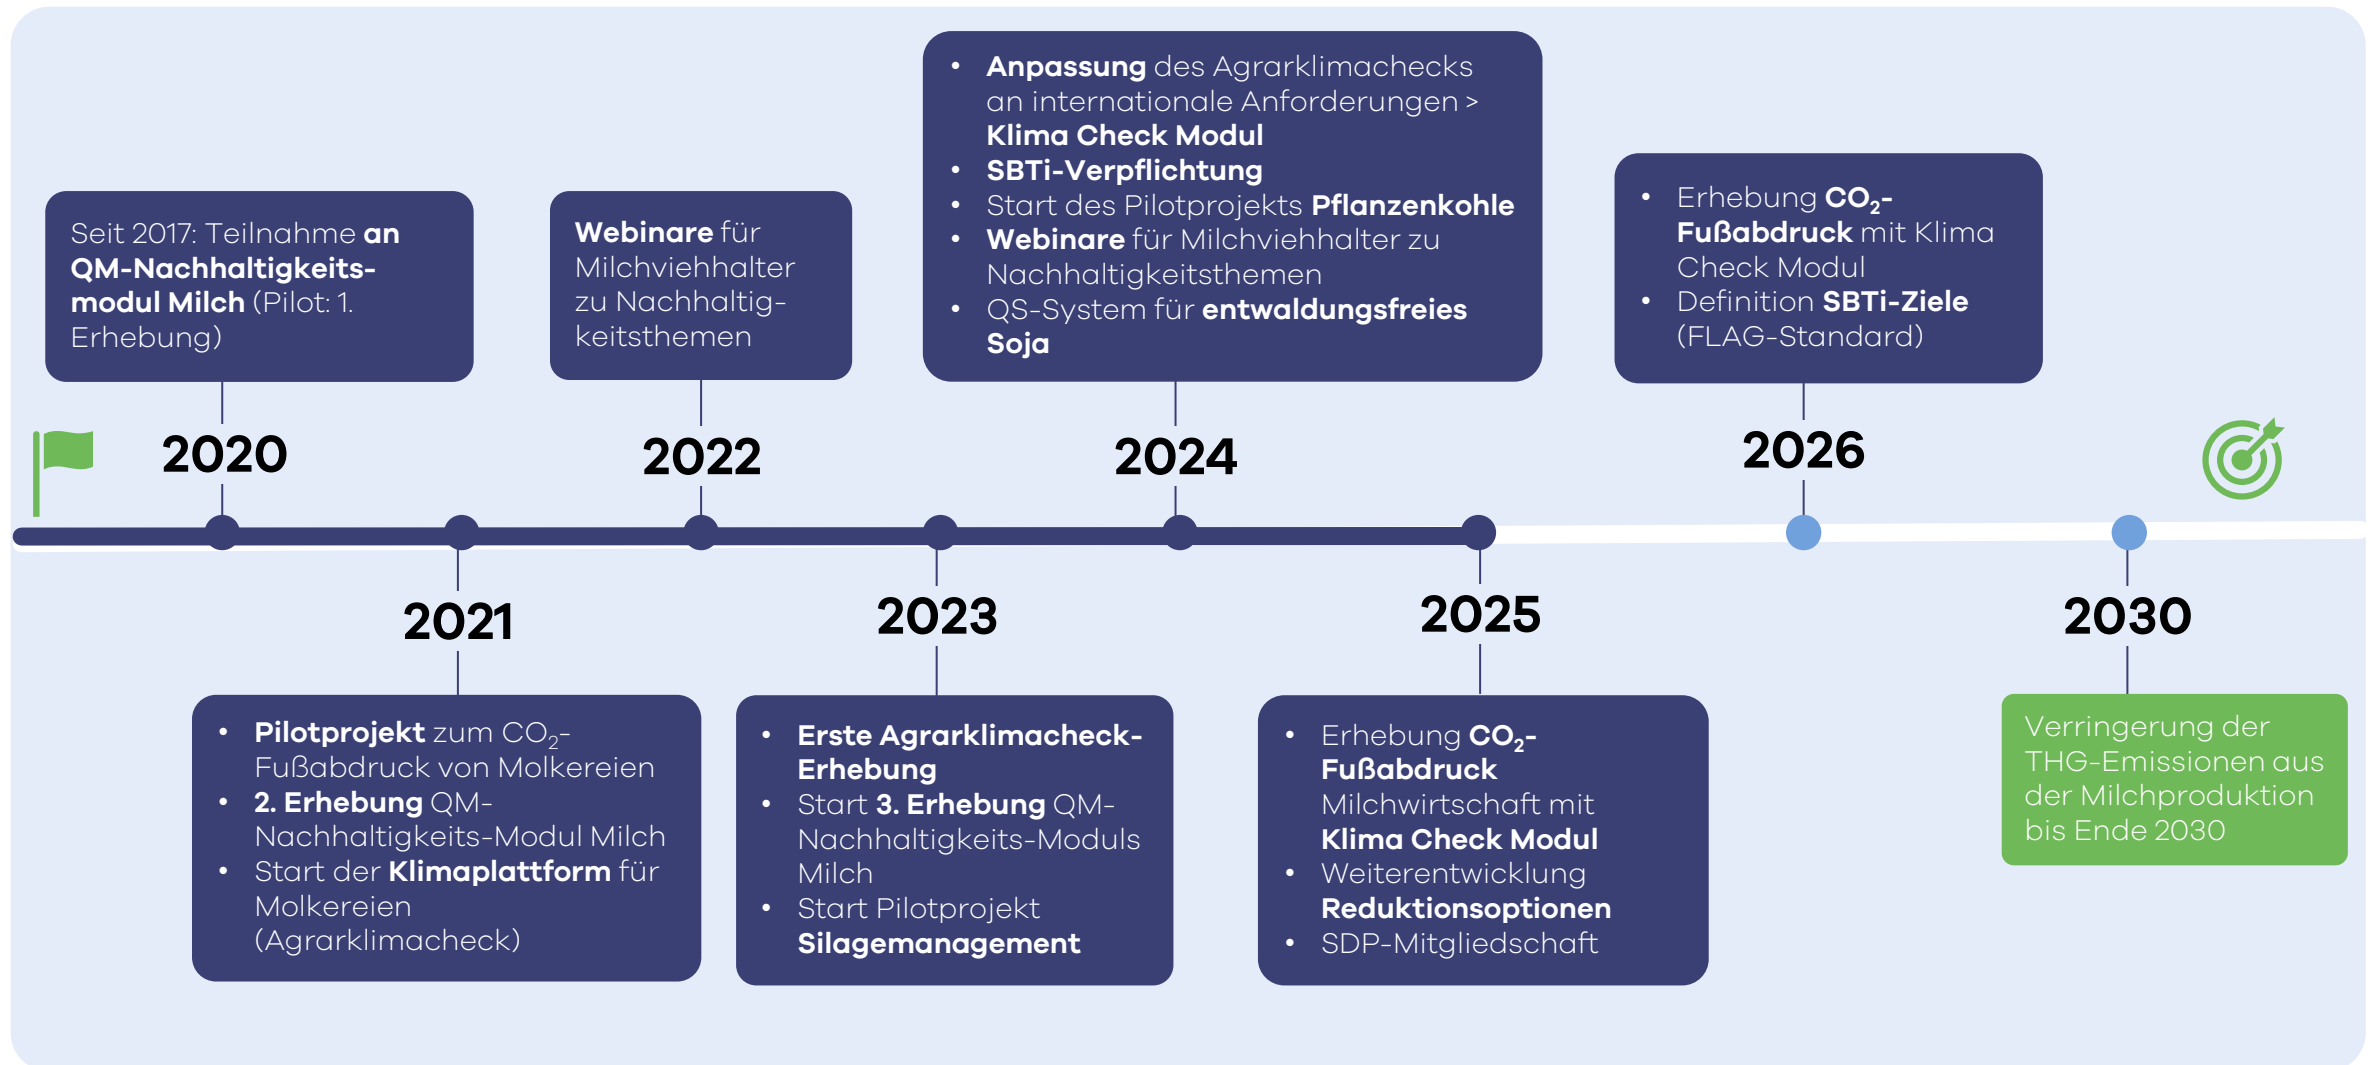 Seit 2017: Teilnahme an
QM-Nachhaltigkeits-
modul Milch (Pilot: 1.
Erhebung)
2020
• Pilotprojekt zum CO₂-
Fußabdruck von Molkereien
• 2. Erhebung QM-
Nachhaltigkeits-Modul Milch
• Start der Klimaplattform für
Molkereien
(Agrarklimacheck)
2021
Webinare für
Milchviehhalter
zu Nachhaltig-
keitsthemen
2022
2023
• Erste Agrarklimacheck-
Erhebung
• Start 3. Erhebung QM-
Nachhaltigkeits-Moduls
Milch
• Start Pilotprojekt
Silagemanagement
• Anpassung des Agrarklimachecks
an internationale Anforderungen >
Klima Check Modul
• SBTi-Verpflichtung
• Start des Pilotprojekts Pflanzenkohle
• Webinare für Milchviehhalter zu
Nachhaltigkeitsthemen
• QS-System für entwaldungsfreies
Soja
2024
2025
• Erhebung CO₂-
Fußabdruck
Milchwirtschaft mit
Klima Check Modul
• Weiterentwicklung
Reduktionsoptionen
• SDP-Mitgliedschaft
• Erhebung CO₂-
Fußabdruck mit Klima
Check Modul
• Definition SBTi-Ziele
(FLAG-Standard)
2026
2030
Verringerung der
THG-Emissionen aus
der Milchproduktion
bis Ende 2030